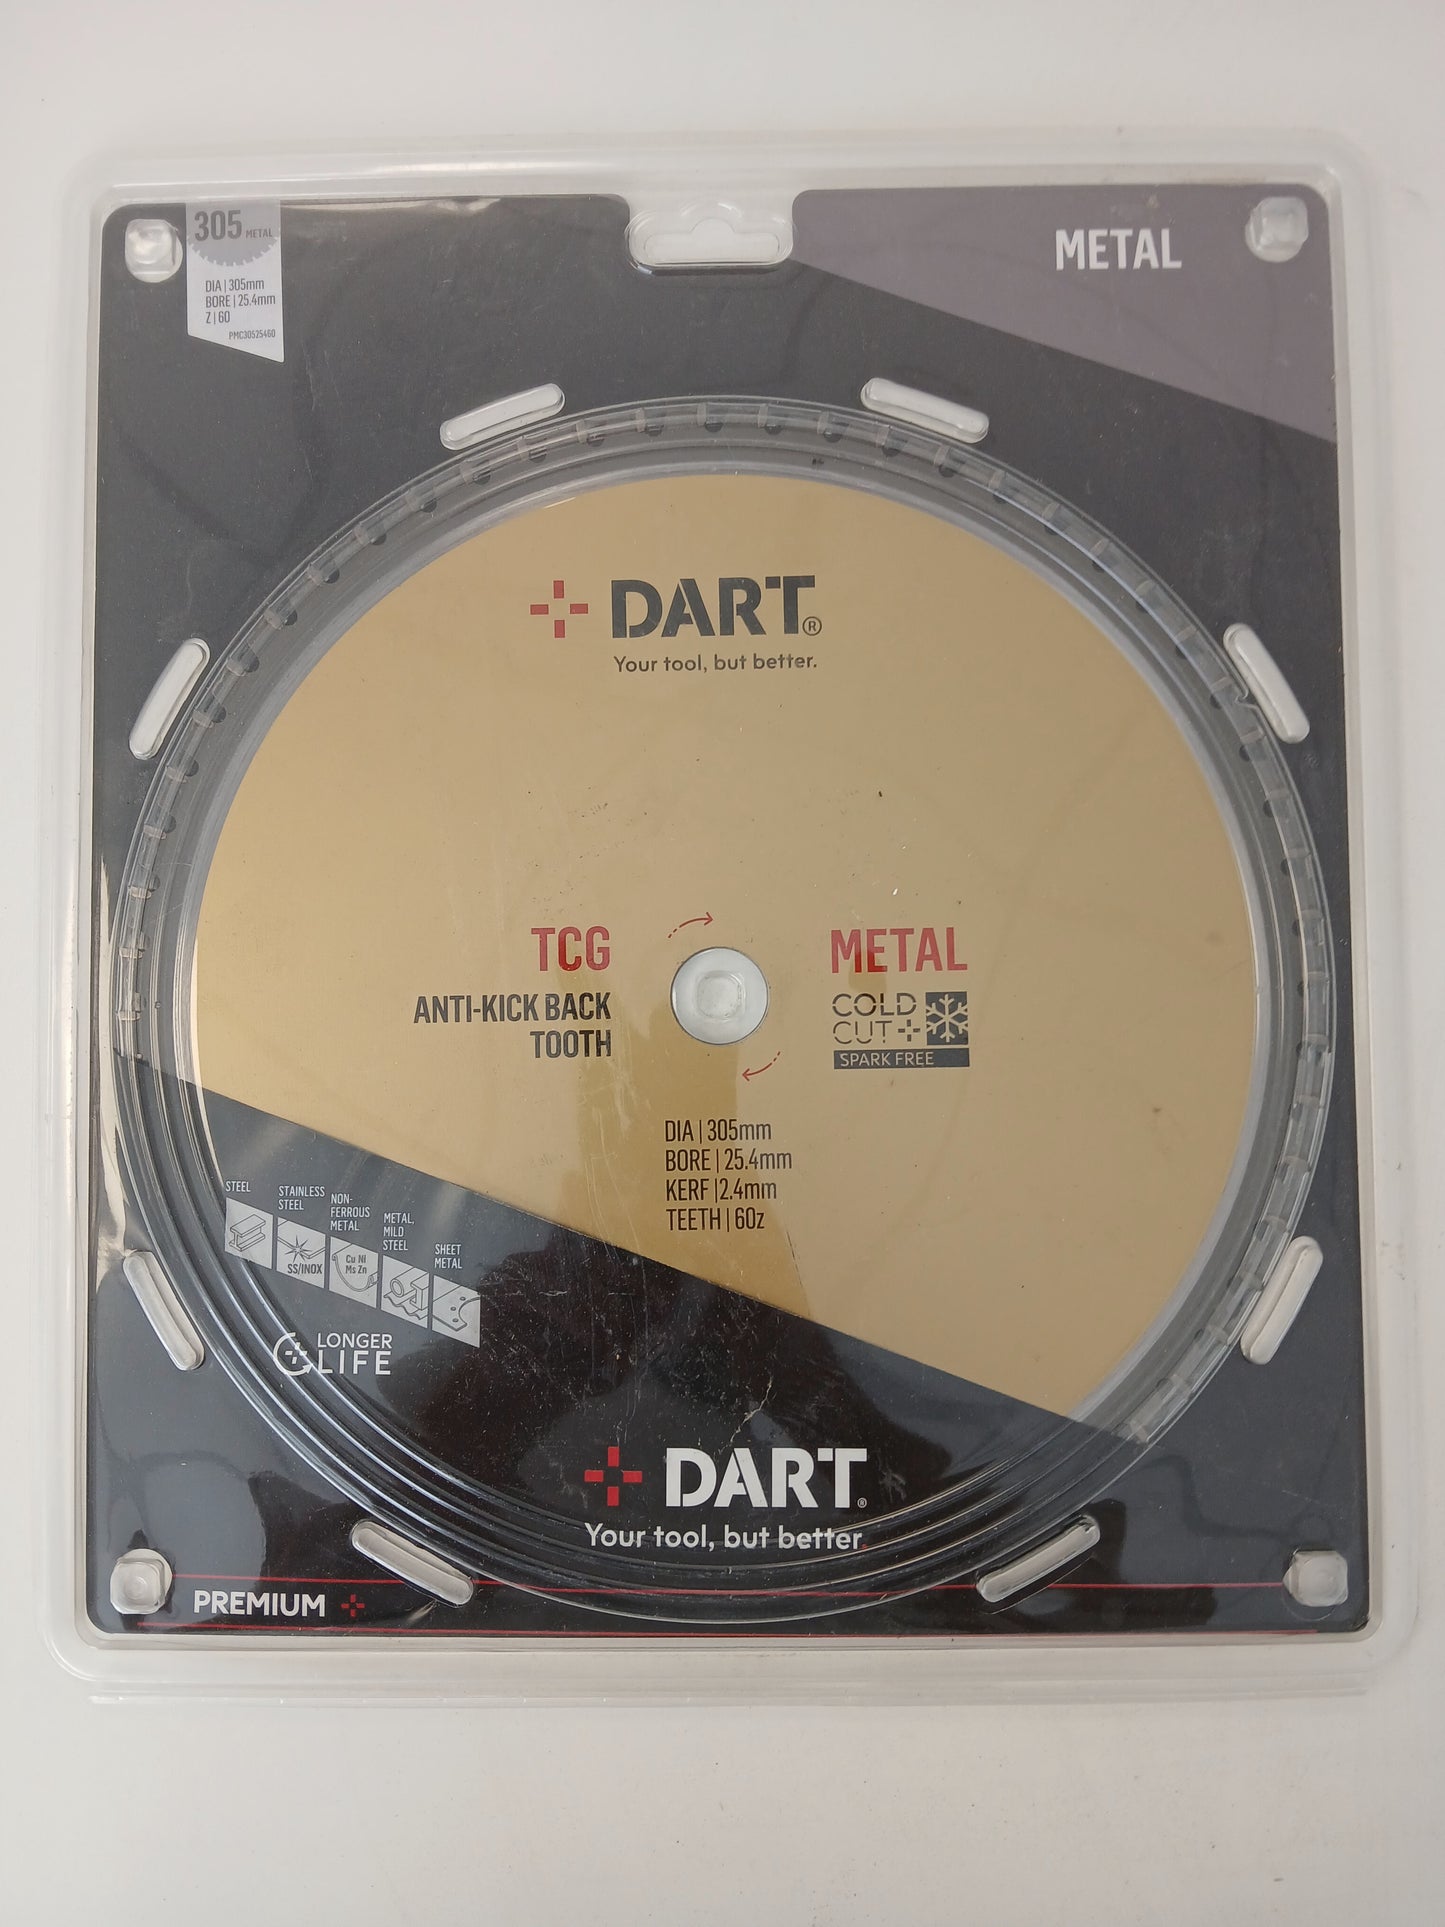 305 METAL
DIA | 305mm
BORE | 25.4mm
Z | 60
PMC30525460
METAL
DART®
Your tool, but better.
TCG
ANTI-KICK BACK
TOOTH
METAL
COLD
CUT
SPARK FREE
DIA | 305mm
BORE | 25.4mm
KERF | 2.4mm
TEETH | 60z
STEEL
STAINLESS
STEEL
SS/INOX
NON-
FERROUS
METAL
Cu Ni
Ms Zn
METAL,
MILD
STEEL
SHEET
METAL
LONGER
LIFE
DART®
Your tool, but better.
PREMIUM